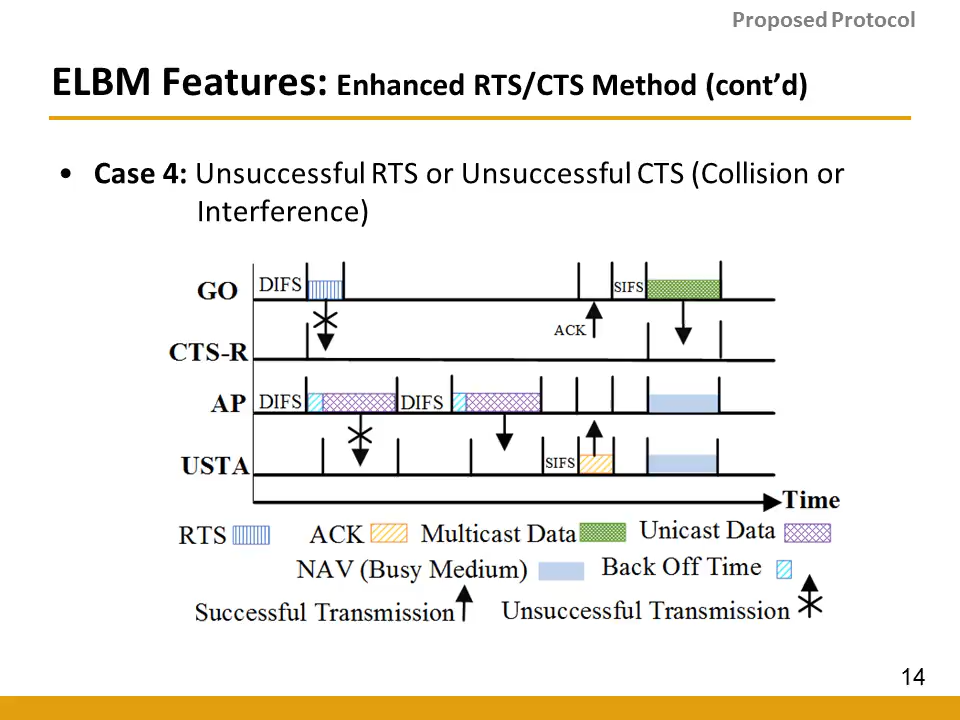 Proposed Protocol
ELBM Features: Enhanced RTS/CTS Method (cont’d)
• Case 4: Unsuccessful RTS or Unsuccessful CTS (Collision or
Interference)
GO DIFS SIFS
ACK
CTS-R
AP DIFS DIFS
USTA SIFS
Time
RTS ACK Multicast Data Unicast Data
NAV (Busy Medium) Back Off Time
Successful Transmission Unsuccessful Transmission
14